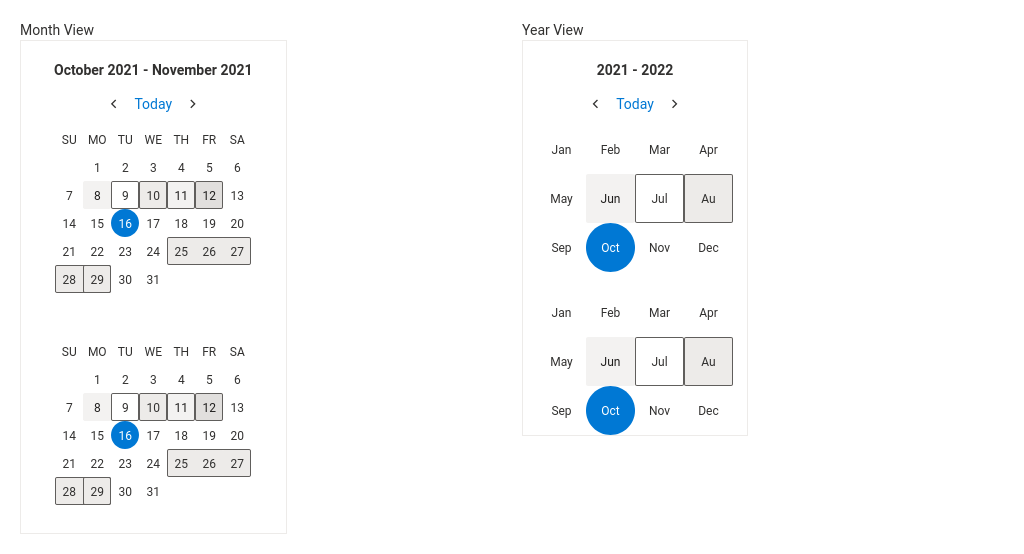 Month View
October 2021 - November 2021
Today
SU MO TU WE TH FR SA
1 2 3 4 5 6
7 8 9 10 11 12 13
14 15 16 17 18 19 20
21 22 23 24 25 26 27
28 29 30 31
SU MO TU WE TH FR SA
1 2 3 4 5 6
7 8 9 10 11 12 13
14 15 16 17 18 19 20
21 22 23 24 25 26 27
28 29 30 31
Year View
2021 - 2022
Today
Jan Feb Mar Apr
May Jun Jul Au
Sep Oct Nov Dec
Jan Feb Mar Apr
May Jun Jul Au
Sep Oct Nov Dec